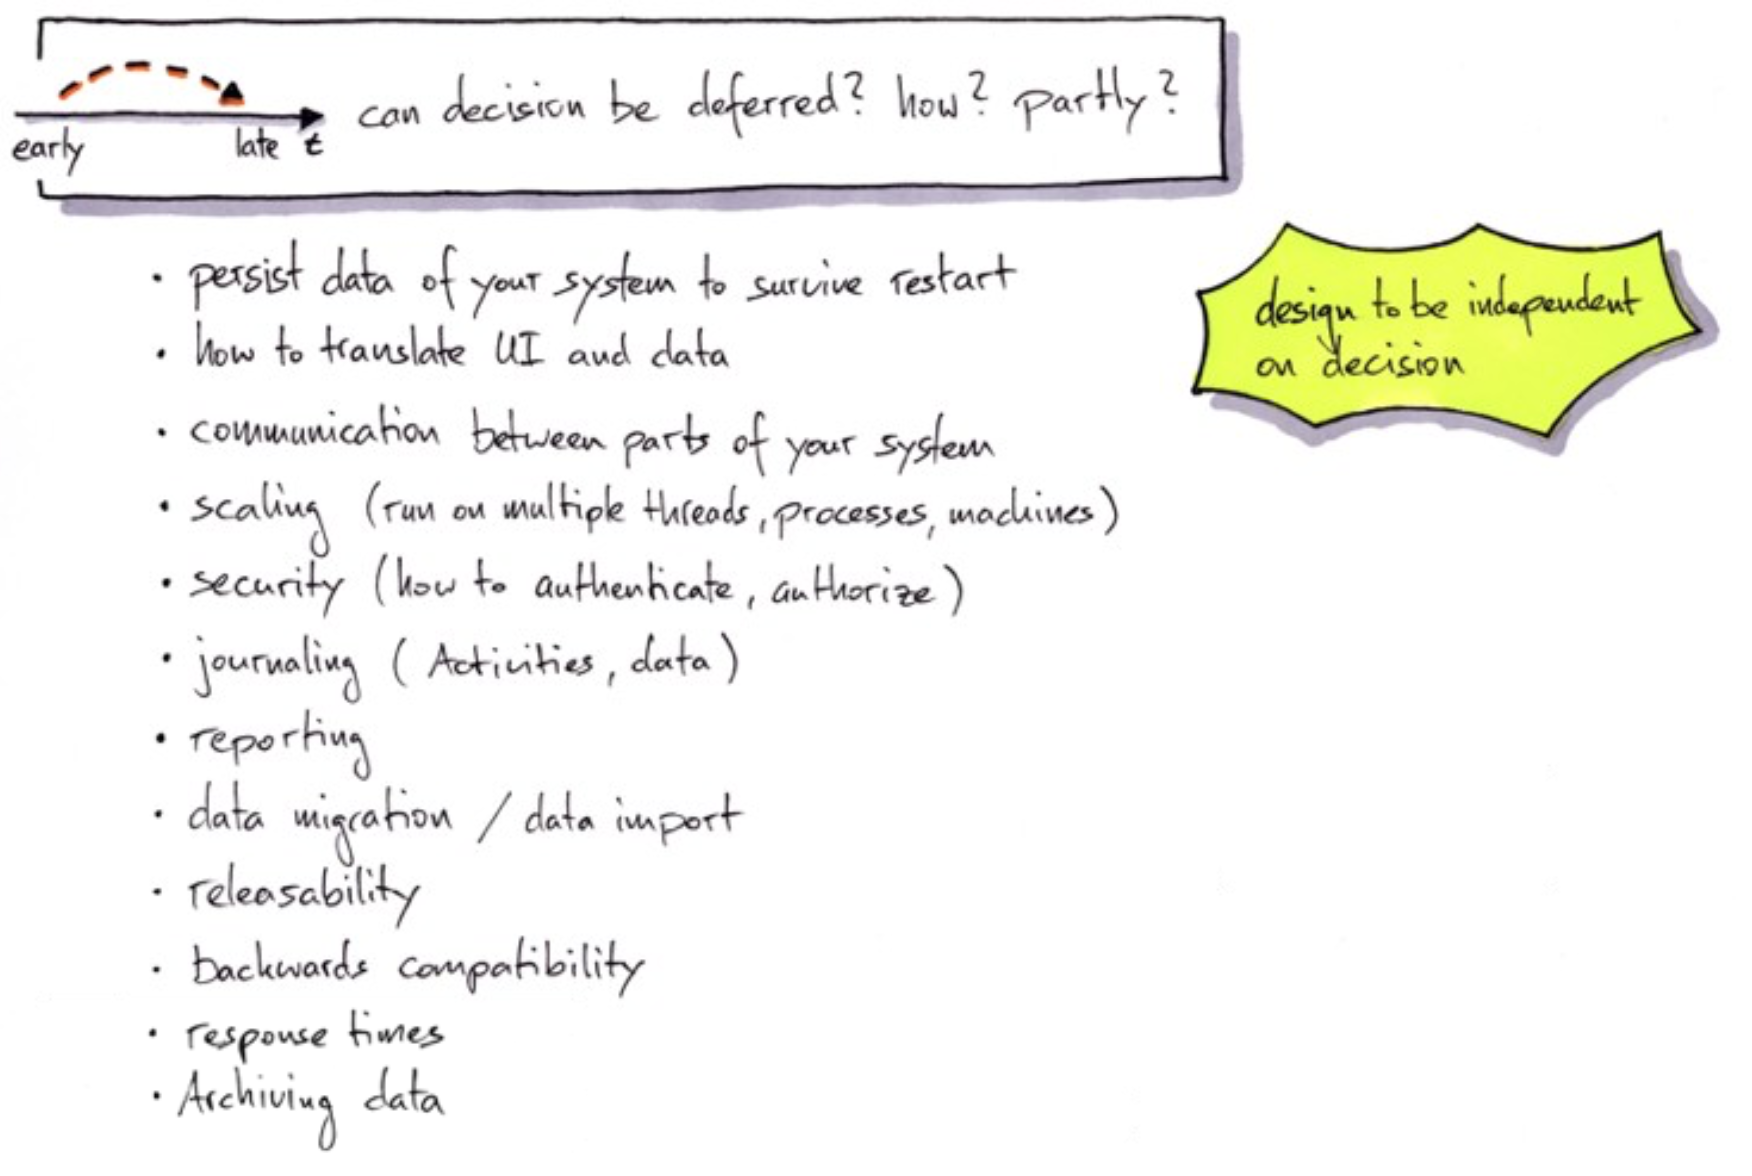 can decision be deferred? how? partly?
early late t
• persist data of your system to survive restart
• how to translate UI and data
• communication between parts of your system
• scaling (run on multiple threads, processes, machines)
• security (how to authenticate, authorize)
• journaling (Activities, data)
• reporting
• data migration / data import
• releasability
• backwards compatibility
• response times
• Archiving data
design to be independent
on decision